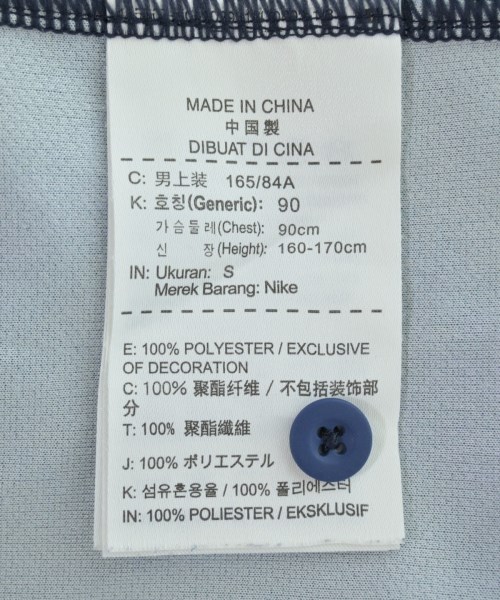 MADE IN CHINA
中国製
DIBUAT DI CINA
C: 男上装 165/84A
K: 호칭(Generic): 90
가슴둘레(Chest): 90cm
신 장(Height): 160-170cm
IN: Ukuran: S
Merek Barang: Nike
E: 100% POLYESTER / EXCLUSIVE
OF DECORATION
C: 100% 聚酯纤维 / 不包括装饰部
分
T: 100% 聚酯纖維
J: 100% ポリエステル
K: 섬유혼용율 / 100% 폴리에스터
IN: 100% POLIESTER / EKSKLUSIF